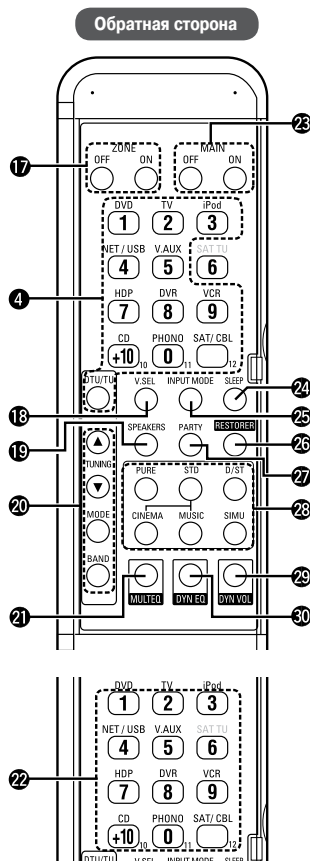 Обратная сторона
ZONE MAIN
OFF ON OFF ON
17 23
DVD TV iPod
1 2 3
NET / USB V.AUX SAT TU
4 5 6
4
HDP DVR VCR
7 8 9
CD PHONO SAT/ CBL
+10 10 0 11 12
DTU/TU V.SEL INPUT MODE SLEEP
18 24
25
SPEAKERS PARTY RESTORER
19 26
27
TUNING
20
PURE STD D/ST
28
MODE CINEMA MUSIC SIMU
BAND
21 29
MULTEQ DYN EQ DYN VOL
30
DVD TV iPod
1 2 3
NET / USB V.AUX SAT TU
4 5 6
22
HDP DVR VCR
7 8 9
CD PHONO SAT/ CBL
+10 10 0 11 12
DTU/TU V.SEL INPUT MODE SLEEP